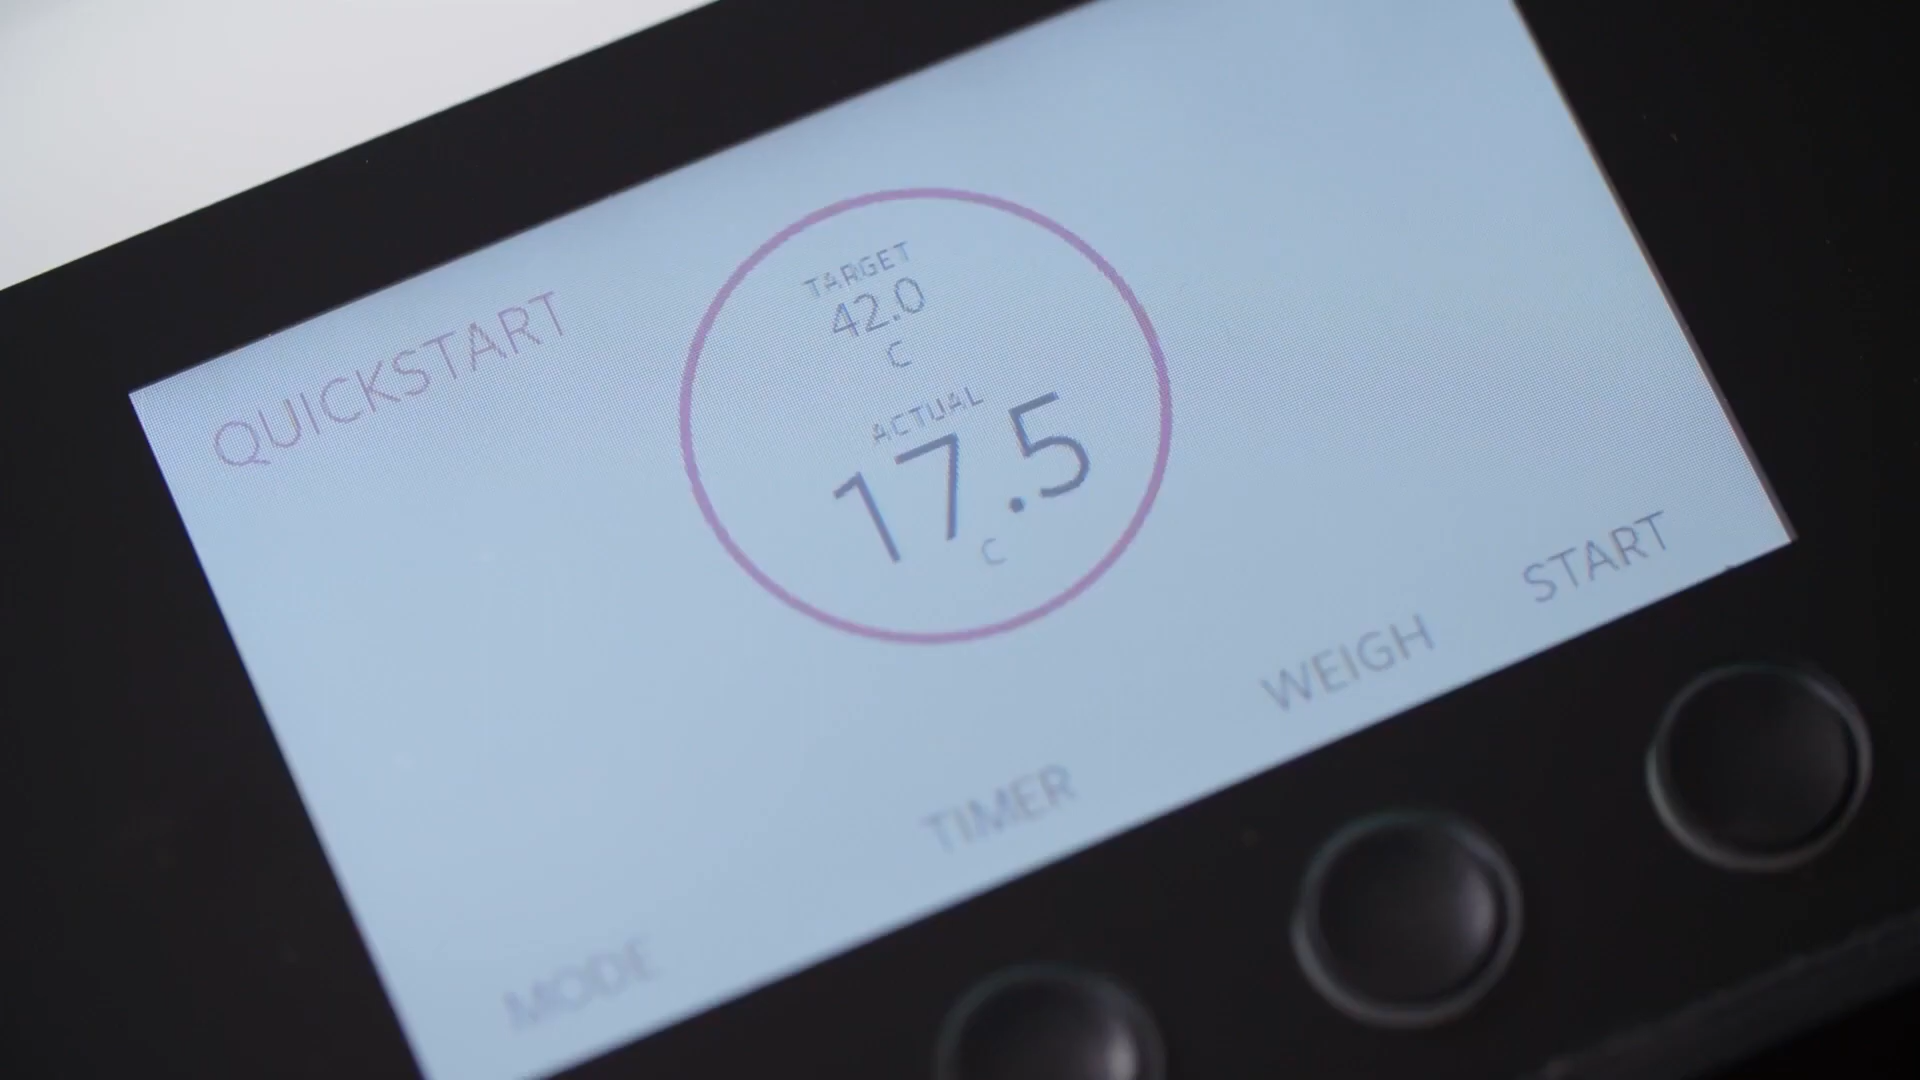 QUICKSTART
TARGET
42.0
C
ACTUAL
17.5
C
MODE
TIMER
WEIGH
START